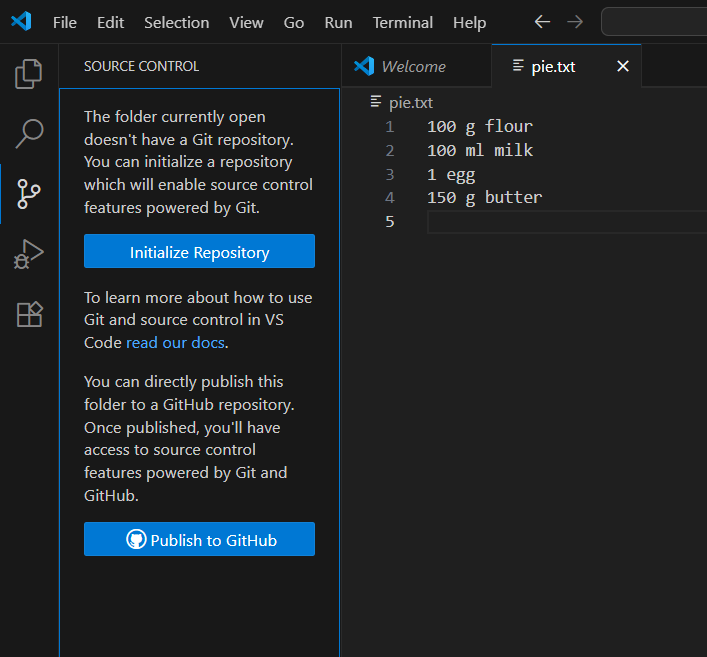 File Edit Selection View Go Run Terminal Help
SOURCE CONTROL
The folder currently open
doesn't have a Git repository.
You can initialize a repository
which will enable source control
features powered by Git.
Initialize Repository
To learn more about how to use
Git and source control in VS
Code read our docs.
You can directly publish this
folder to a GitHub repository.
Once published, you'll have
access to source control
features powered by Git and
GitHub.
Publish to GitHub
Welcome pie.txt
pie.txt
1 100 g flour
2 100 ml milk
3 1 egg
4 150 g butter
5